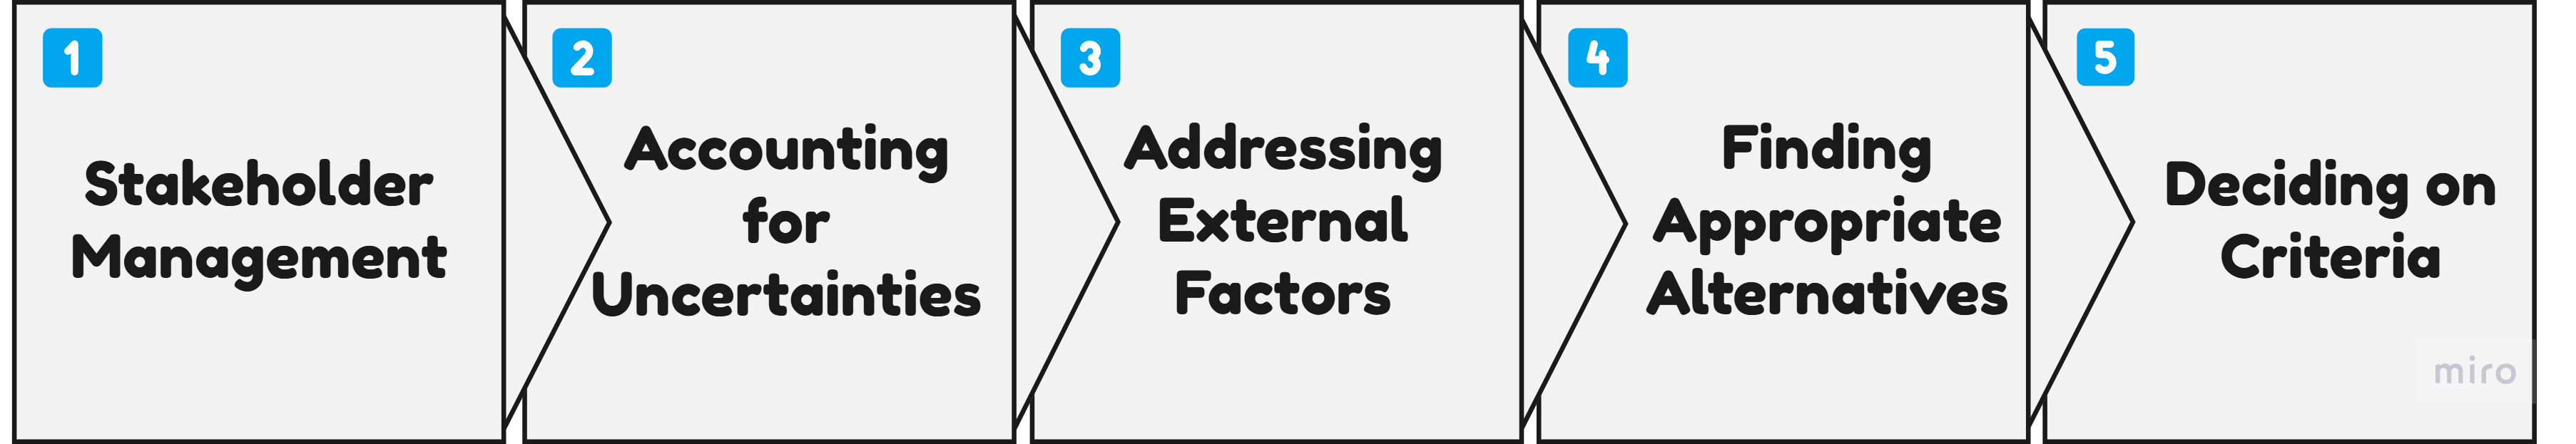 1
Stakeholder
Management
2
Accounting
for
Uncertainties
3
Addressing
External
Factors
4
Finding
Appropriate
Alternatives
5
Deciding on
Criteria
miro